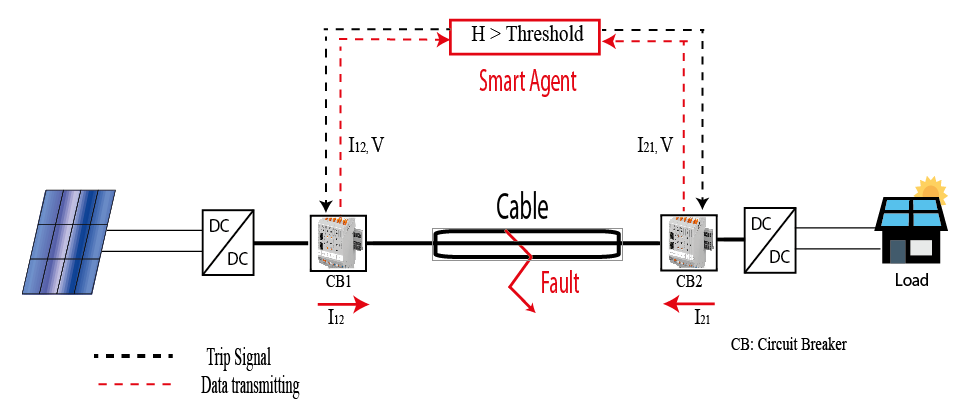 H > Threshold
Smart Agent
I12, V
I21, V
Cable
DC
DC
DC
DC
Fault
CB1
CB2
Load
I12
I21
CB: Circuit Breaker
Trip Signal
Data transmitting